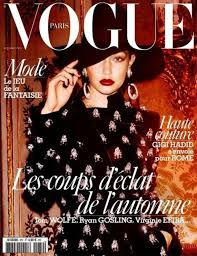 VOGUE
PARIS
Mode
Le JEU
de la
FANTAISIE
Haute
couture
GIGI HADID
s'envole
pour ROME
Les coups d'éclat
de l'automne
Tom WOLFE, Ryan GOSLING, Virginie EFIRA...